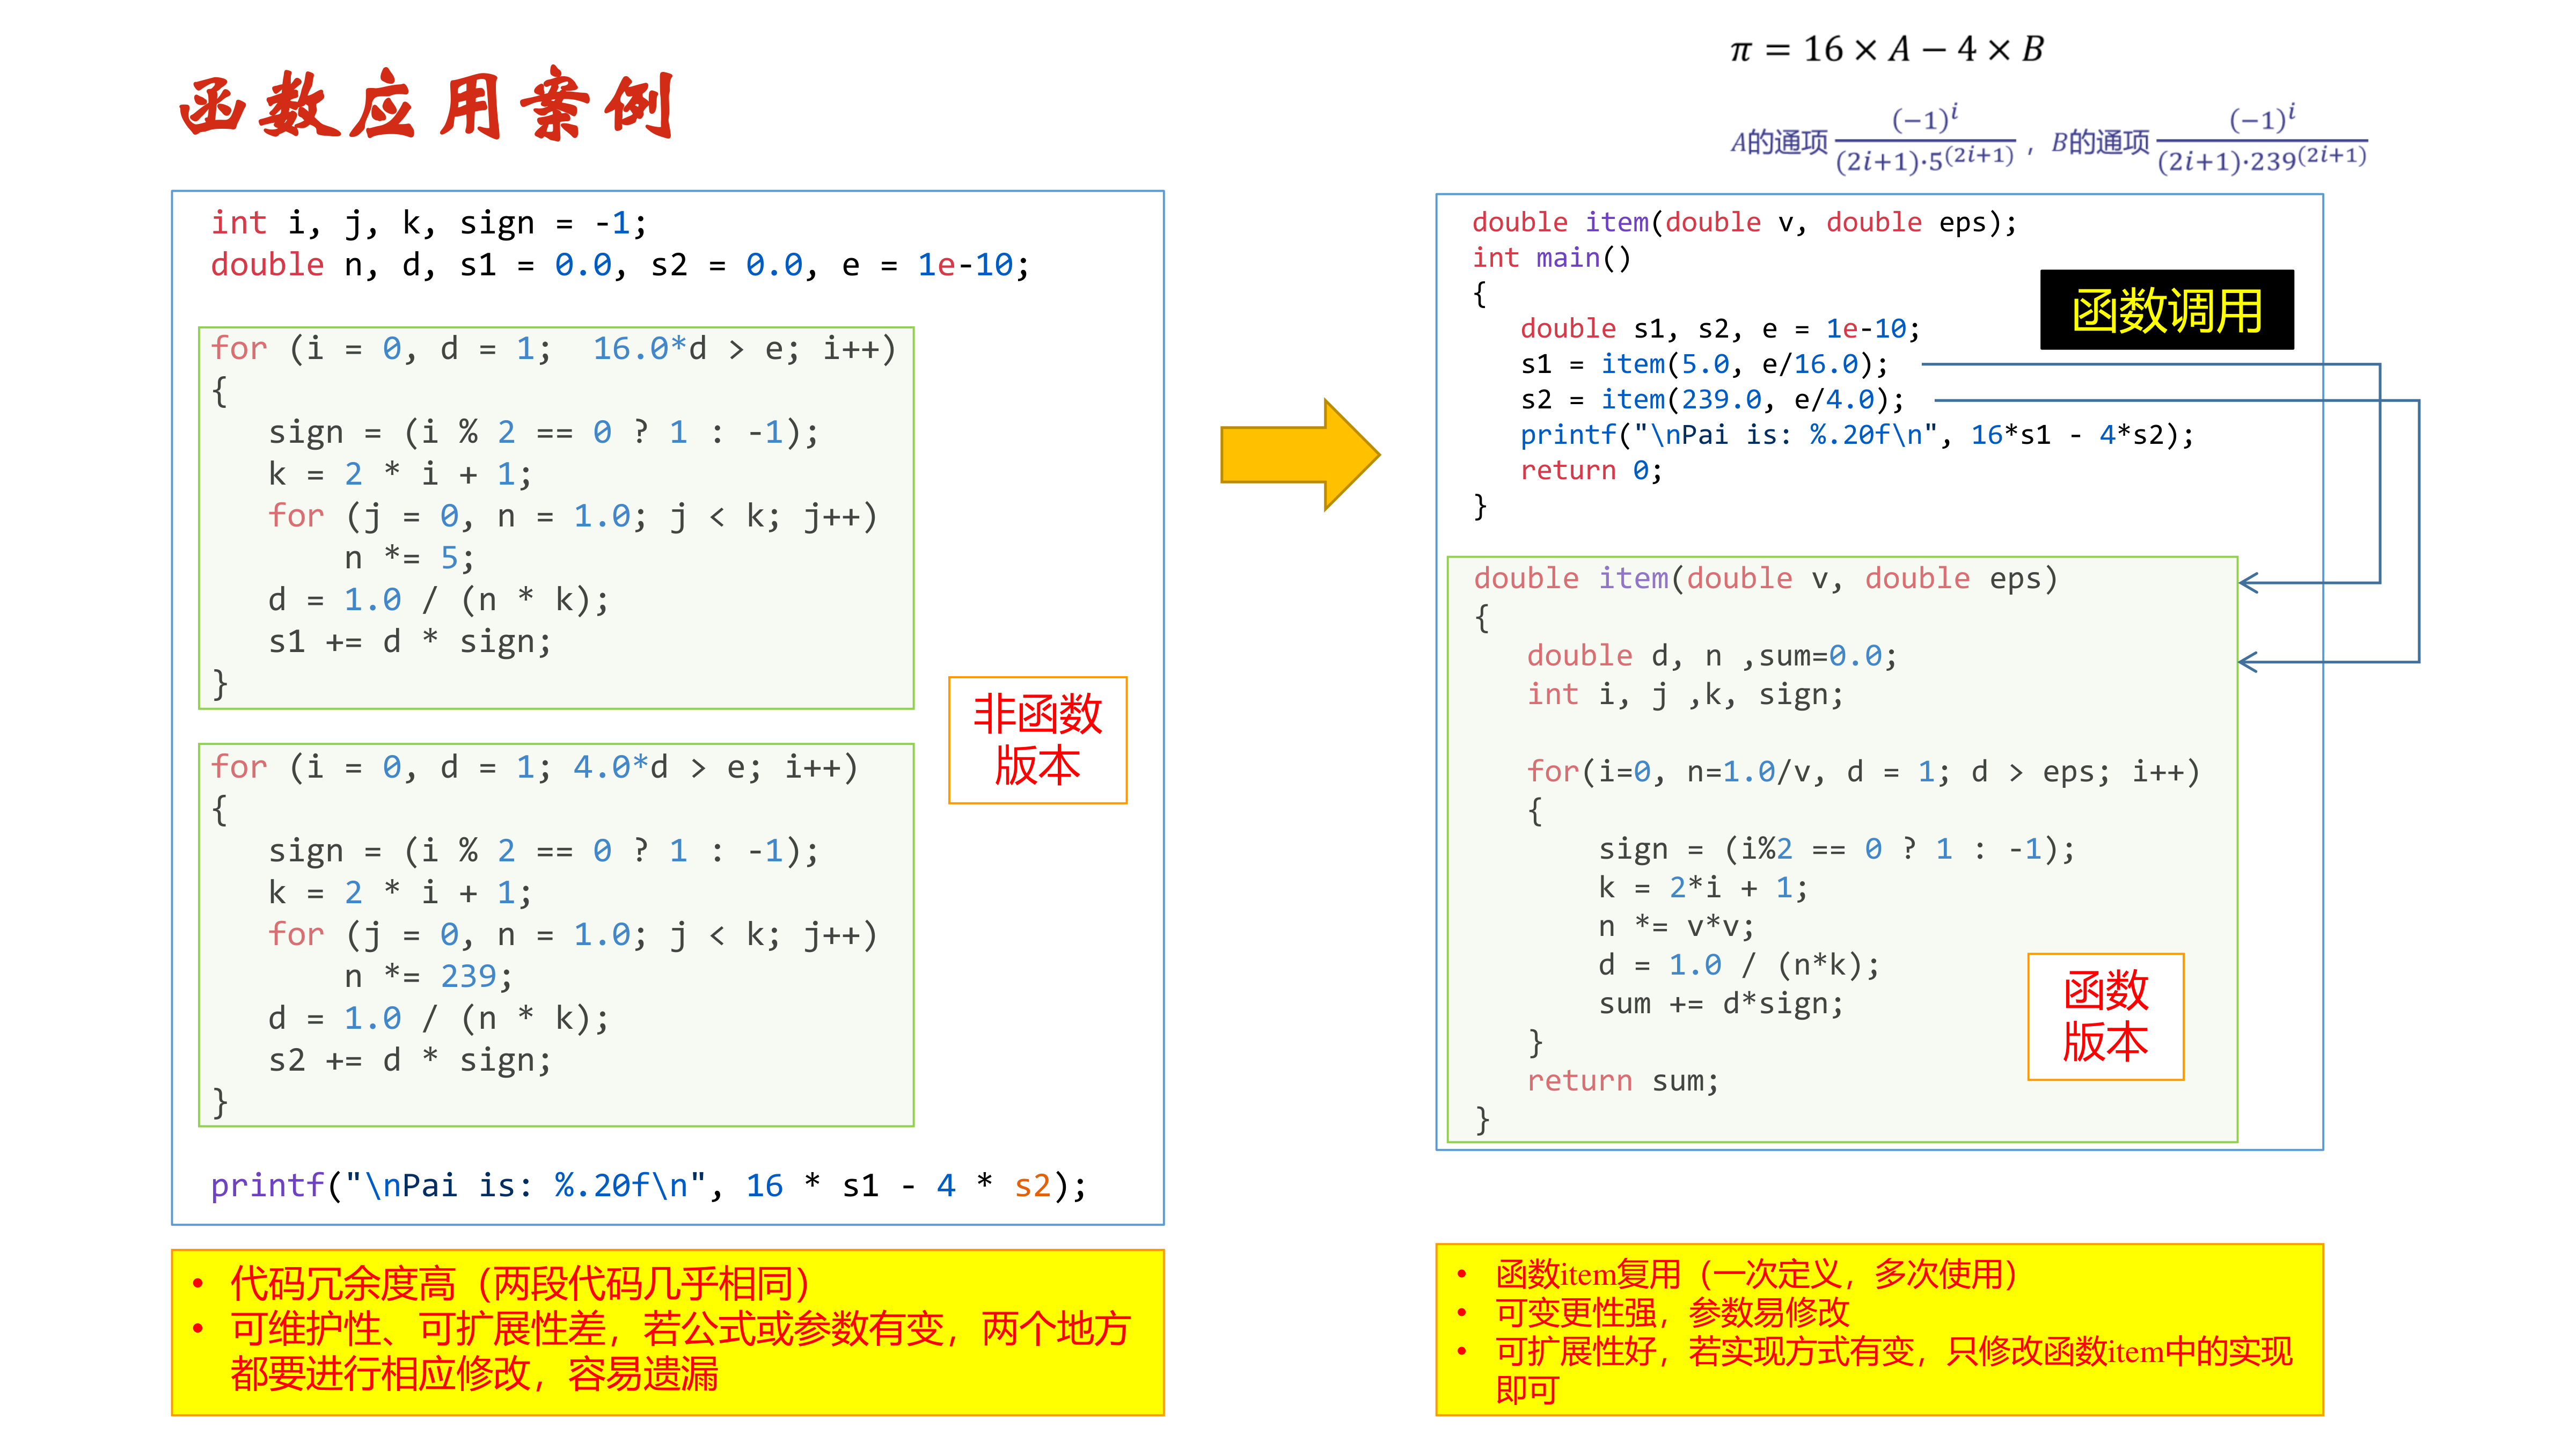 函数应用案例
π = 16 × A − 4 × B
A的通项 (−1)^i / (2i+1)·5^(2i+1) ，B的通项 (−1)^i / (2i+1)·239^(2i+1)
int i, j, k, sign = -1;
double n, d, s1 = 0.0, s2 = 0.0, e = 1e-10;
for (i = 0, d = 1;  16.0*d > e; i++)
{
   sign = (i % 2 == 0 ? 1 : -1);
   k = 2 * i + 1;
   for (j = 0, n = 1.0; j < k; j++)
       n *= 5;
   d = 1.0 / (n * k);
   s1 += d * sign;
}
for (i = 0, d = 1; 4.0*d > e; i++)
{
   sign = (i % 2 == 0 ? 1 : -1);
   k = 2 * i + 1;
   for (j = 0, n = 1.0; j < k; j++)
       n *= 239;
   d = 1.0 / (n * k);
   s2 += d * sign;
}
printf("\nPai is: %.20f\n", 16 * s1 - 4 * s2);
非函数
版本
• 代码冗余度高（两段代码几乎相同）
• 可维护性、可扩展性差，若公式或参数有变，两个地方
都要进行相应修改，容易遗漏
double item(double v, double eps);
int main()
{
   double s1, s2, e = 1e-10;
   s1 = item(5.0, e/16.0);
   s2 = item(239.0, e/4.0);
   printf("\nPai is: %.20f\n", 16*s1 - 4*s2);
   return 0;
}
函数调用
double item(double v, double eps)
{
   double d, n ,sum=0.0;
   int i, j ,k, sign;
   for(i=0, n=1.0/v, d = 1; d > eps; i++)
   {
       sign = (i%2 == 0 ? 1 : -1);
       k = 2*i + 1;
       n *= v*v;
       d = 1.0 / (n*k);
       sum += d*sign;
   }
   return sum;
}
函数
版本
• 函数item复用（一次定义，多次使用）
• 可变更性强，参数易修改
• 可扩展性好，若实现方式有变，只修改函数item中的实现
即可